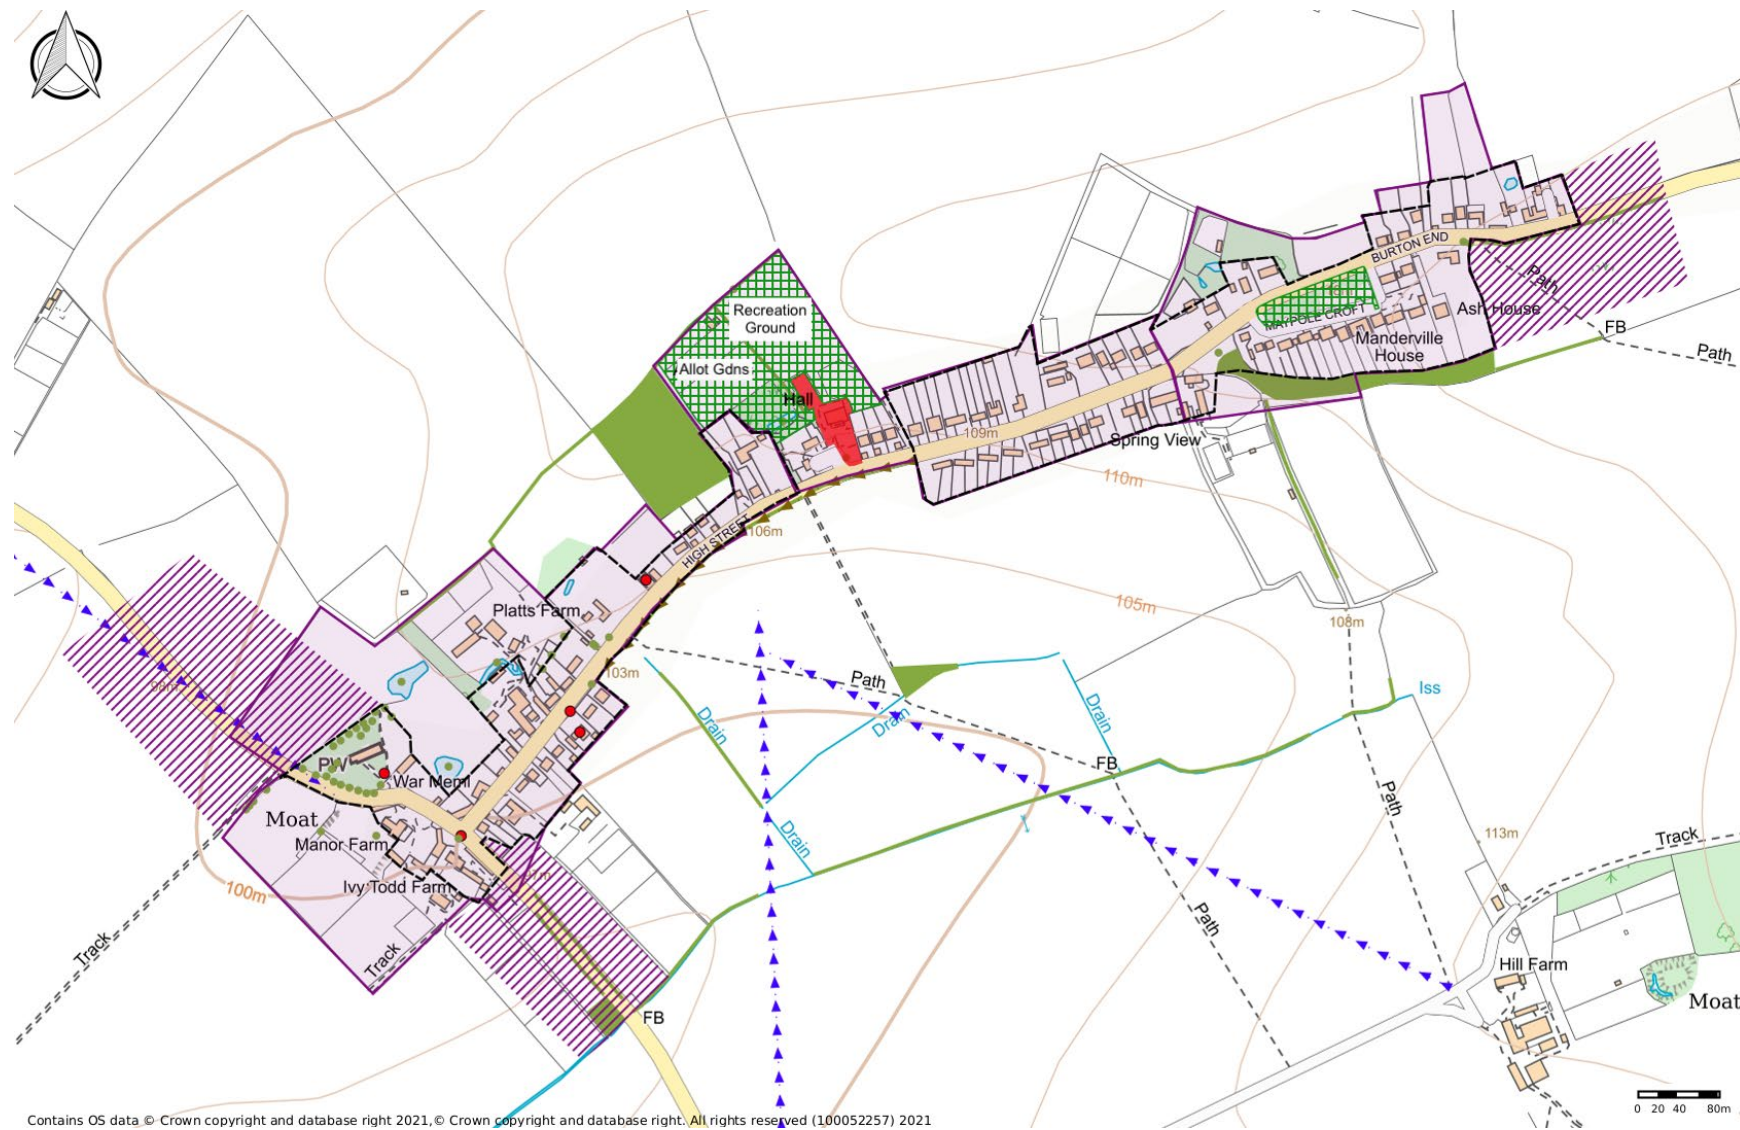 BURTON END
Path
Ash House
MAYPOLE CROFT
FB
Manderville
House
Path
Recreation
Ground
Allot Gdns
Hall
109m
Spring View
110m
106m
HIGH STREET
105m
Platts Farm
108m
103m
Path
98m
Iss
Drain
Drain
Drain
FB
PW
War Meml
Path
Moat
Manor Farm
113m
Track
Drain
Ivy Todd Farm
100m
Path
Track
Track
Hill Farm
Moat
FB
0 20 40 80m
Contains OS data © Crown copyright and database right 2021,© Crown copyright and database right. All rights reserved (100052257) 2021